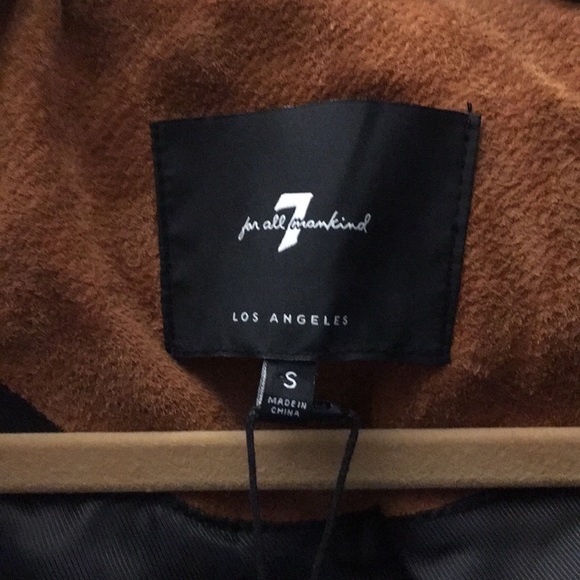 7
for all mankind
LOS ANGELES
S
MADE IN
CHINA